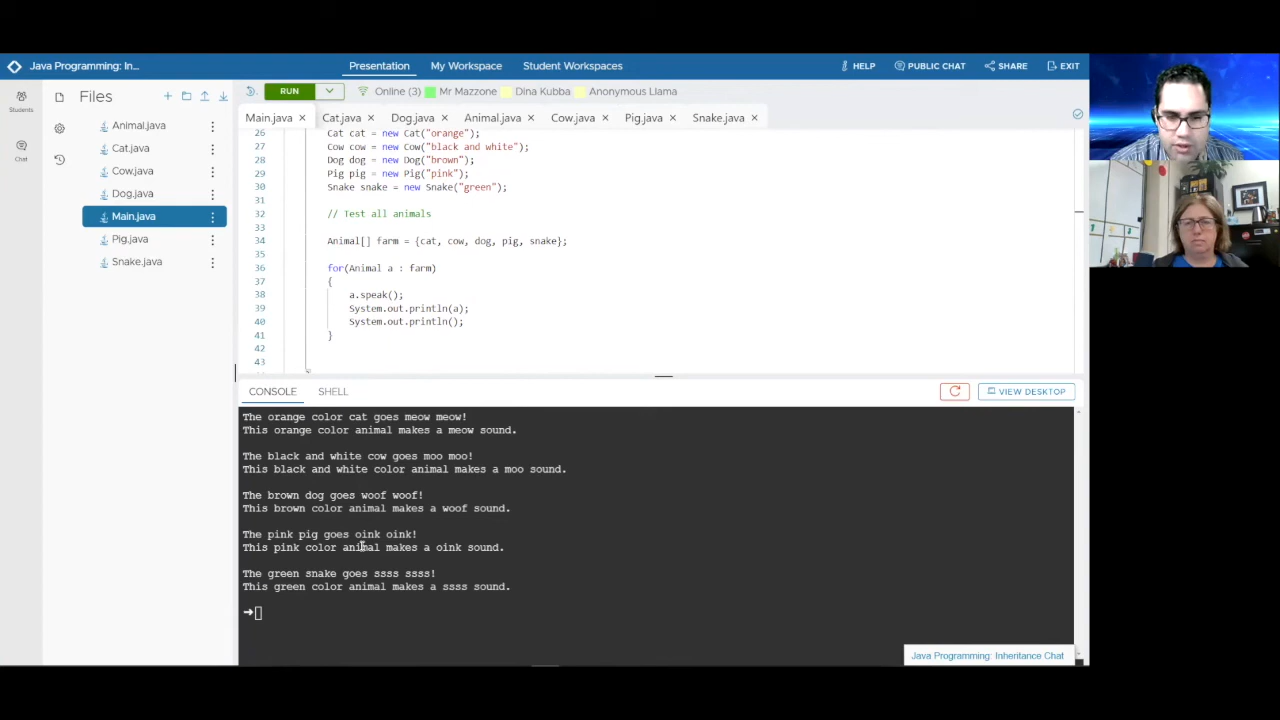 Java Programming: In...
Presentation
My Workspace
Student Workspaces
HELP
PUBLIC CHAT
SHARE
EXIT
Students
Chat
Files
Animal.java
Cat.java
Cow.java
Dog.java
Main.java
Pig.java
Snake.java
RUN
Online (3) Mr Mazzone Dina Kubba Anonymous Llama
Main.java × Cat.java × Dog.java × Animal.java × Cow.java × Pig.java × Snake.java ×
26 Cat cat = new Cat("orange");
27 Cow cow = new Cow("black and white");
28 Dog dog = new Dog("brown");
29 Pig pig = new Pig("pink");
30 Snake snake = new Snake("green");
31
32 // Test all animals
33
34 Animal[] farm = {cat, cow, dog, pig, snake};
35
36 for(Animal a : farm)
37 {
38 a.speak();
39 System.out.println(a);
40 System.out.println();
41 }
42
43
CONSOLE SHELL
VIEW DESKTOP
The orange color cat goes meow meow!
This orange color animal makes a meow sound.
The black and white cow goes moo moo!
This black and white color animal makes a moo sound.
The brown dog goes woof woof!
This brown color animal makes a woof sound.
The pink pig goes oink oink!
This pink color animal makes a oink sound.
The green snake goes ssss ssss!
This green color animal makes a ssss sound.
Java Programming: Inheritance Chat